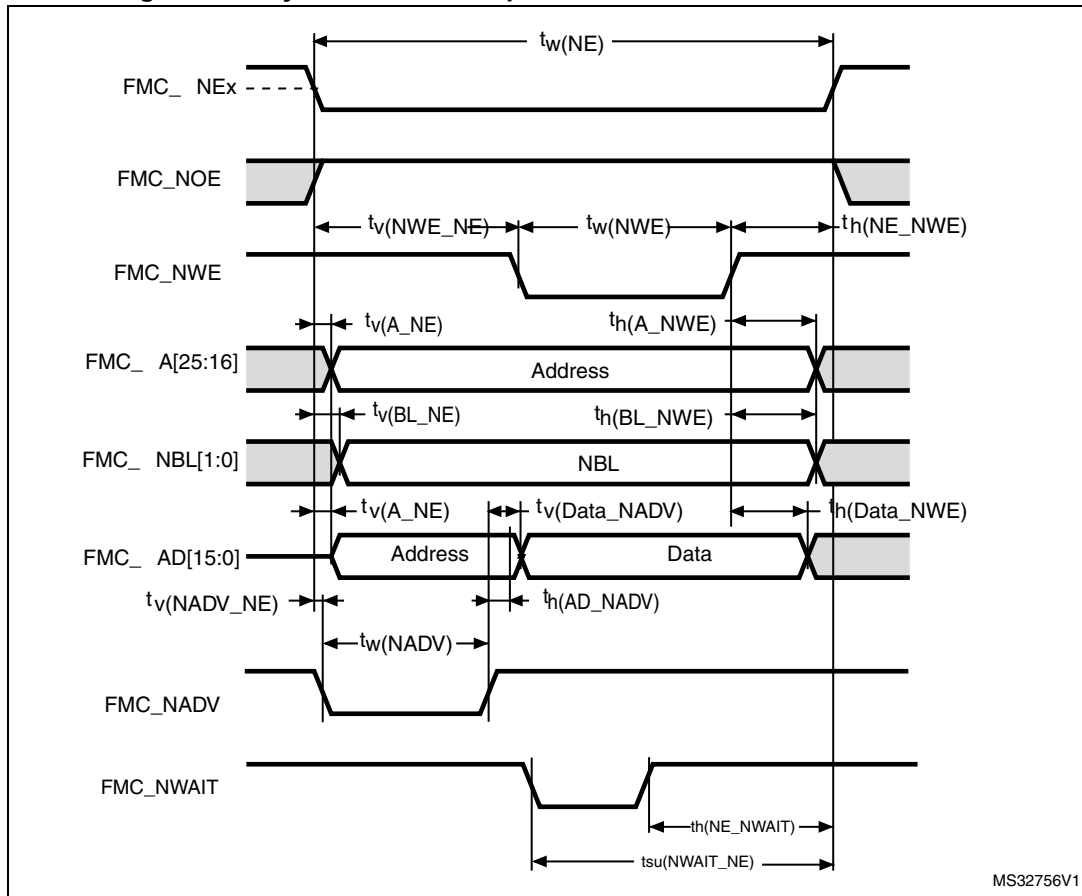 tw(NE)
FMC_ NEx
FMC_NOE
tv(NWE_NE)
tw(NWE)
th(NE_NWE)
FMC_NWE
tv(A_NE)
th(A_NWE)
FMC_ A[25:16]
Address
tv(BL_NE)
th(BL_NWE)
FMC_ NBL[1:0]
NBL
tv(A_NE)
tv(Data_NADV)
th(Data_NWE)
FMC_ AD[15:0]
Address
Data
tv(NADV_NE)
th(AD_NADV)
tw(NADV)
FMC_NADV
FMC_NWAIT
th(NE_NWAIT)
tsu(NWAIT_NE)
MS32756V1